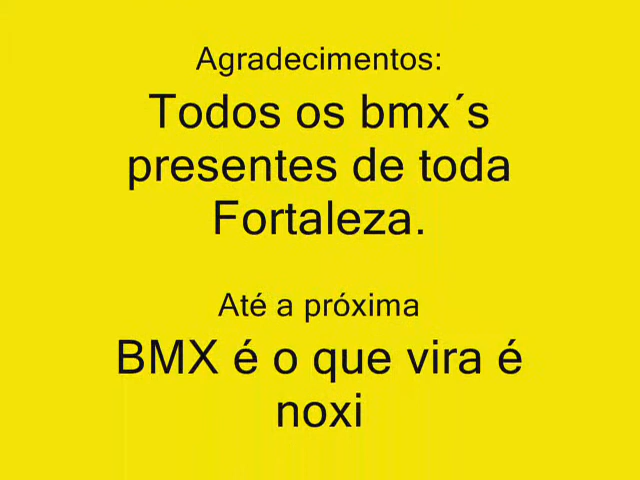 Agradecimentos:
Todos os bmx´s
presentes de toda
Fortaleza.
Até a próxima
BMX é o que vira é
noxi